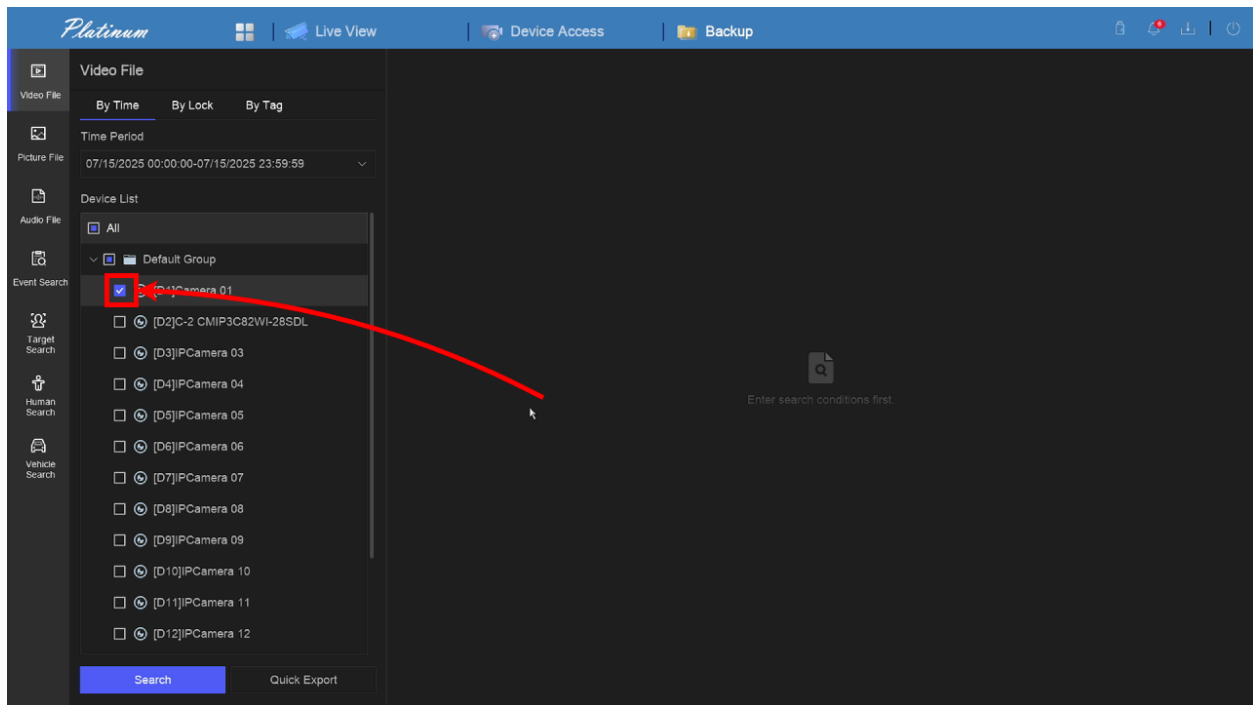 Platinum
Live View
Device Access
Backup
Video File
Picture File
Audio File
Event Search
Target
Search
Human
Search
Vehicle
Search
Video File
By Time By Lock By Tag
Time Period
07/15/2025 00:00:00-07/15/2025 23:59:59
Device List
All
Default Group
[D1]Camera 01
[D2]C-2 CMIP3C82WI-28SDL
[D3]IPCamera 03
[D4]IPCamera 04
[D5]IPCamera 05
[D6]IPCamera 06
[D7]IPCamera 07
[D8]IPCamera 08
[D9]IPCamera 09
[D10]IPCamera 10
[D11]IPCamera 11
[D12]IPCamera 12
Search Quick Export
Enter search conditions first.